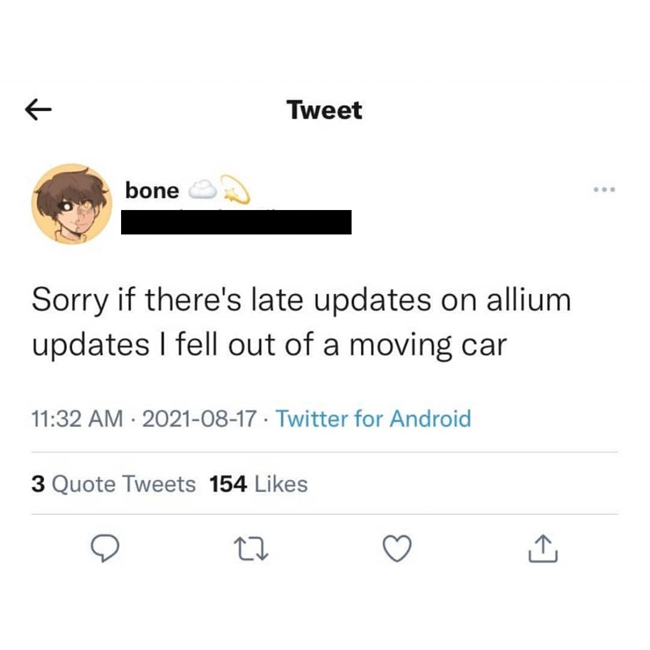 Tweet
bone ☁️💫
Sorry if there's late updates on allium
updates I fell out of a moving car
11:32 AM · 2021-08-17 · Twitter for Android
3 Quote Tweets 154 Likes